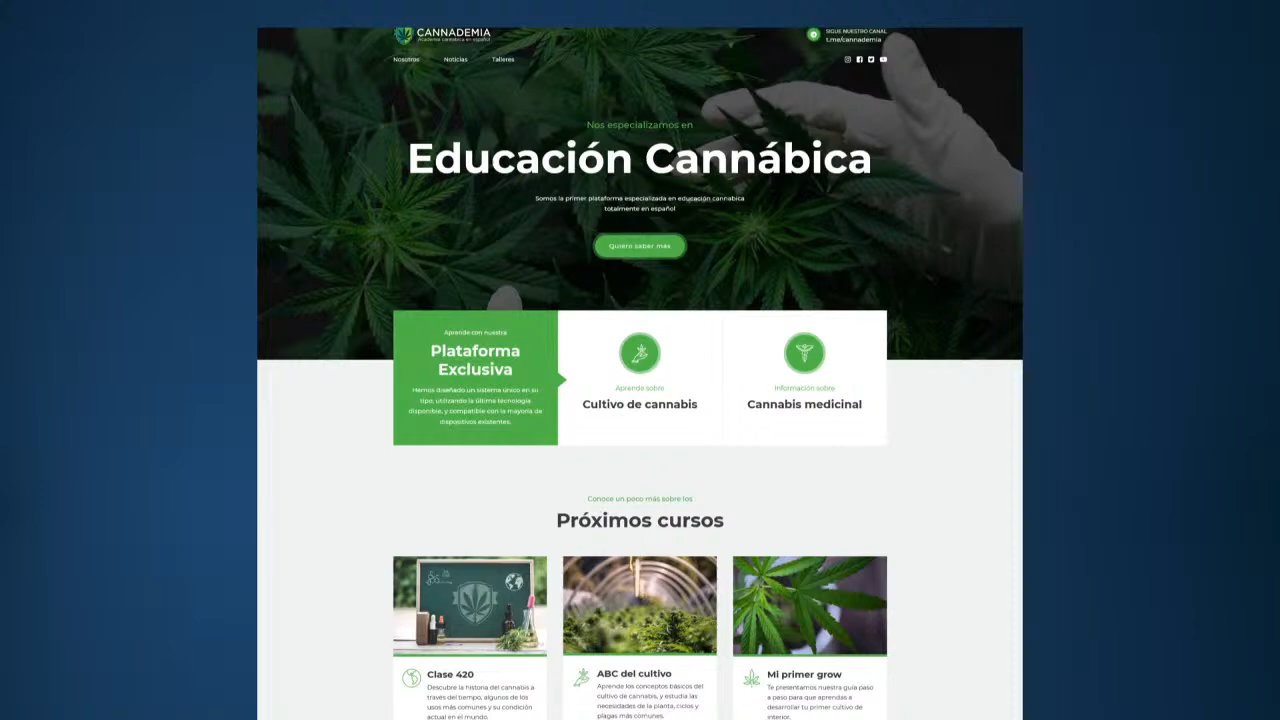 CANNADEMIA
Academia cannábica en español
SIGUE NUESTRO CANAL
t.me/cannademia
Nosotros Noticias Talleres
Nos especializamos en
Educación Cannábica
Somos la primer plataforma especializada en educación cannabica
totalmente en español
Quiero saber más
Aprende con nuestra
Plataforma
Exclusiva
Hemos diseñado un sistema único en su
tipo, utilizando la última tecnología
disponible, y compatible con la mayoría de
dispositivos existentes.
Aprende sobre
Cultivo de cannabis
Información sobre
Cannabis medicinal
Conoce un poco más sobre los
Próximos cursos
Clase 420
Descubre la historia del cannabis a
través del tiempo, algunos de los
usos más comunes y su condición
actual en el mundo.
ABC del cultivo
Aprende los conceptos básicos del
cultivo de cannabis, y estudia las
necesidades de la planta, ciclos y
plagas más comunes.
Mi primer grow
Te presentamos nuestra guía paso
a paso para que aprendas a
desarrollar tu primer cultivo de
interior.